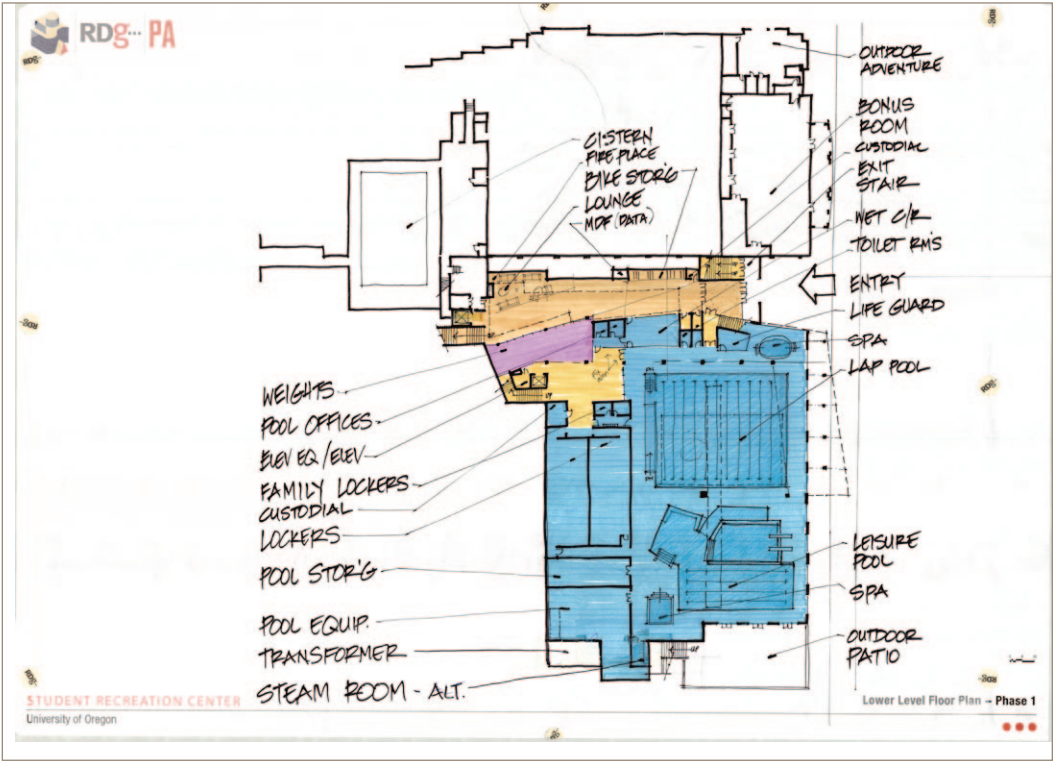 RDg... PA
OUTDOOR
ADVENTURE
BONUS
ROOM
CUSTODIAL
EXIT
STAIR
WET C/R
TOILET RM'S
ENTRY
LIFE GUARD
SPA
LAP POOL
CISTERN
FIRE PLACE
BIKE STOR'G
LOUNGE
MDF (DATA)
WEIGHTS
POOL OFFICES
ELEV EQ/ELEV
FAMILY LOCKERS
CUSTODIAL
LOCKERS
POOL STOR'G
POOL EQUIP.
TRANSFORMER
STEAM ROOM - ALT.
LEISURE
POOL
SPA
OUTDOOR
PATIO
UP
STUDENT RECREATION CENTER
University of Oregon
Lower Level Floor Plan - Phase 1